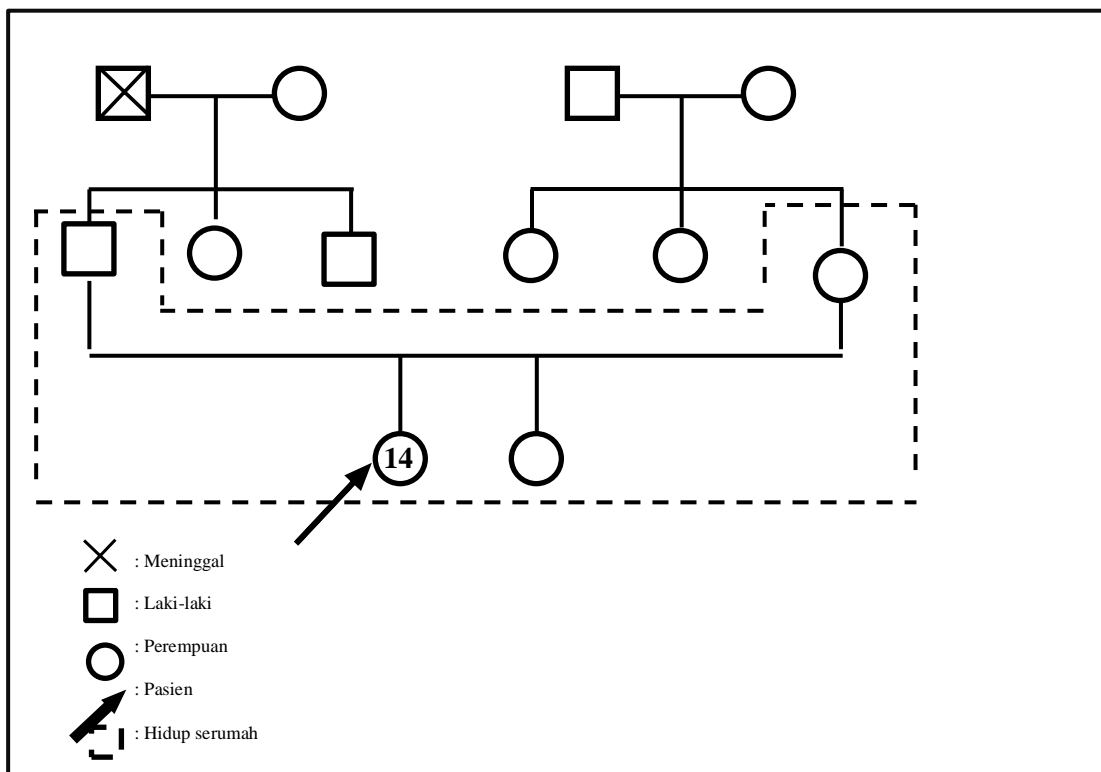 14
: Meninggal
: Laki-laki
: Perempuan
: Pasien
: Hidup serumah